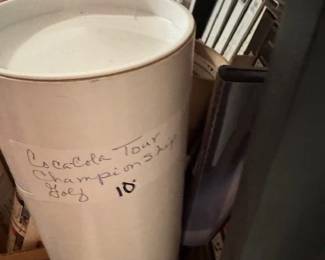 CocaCola Tour
Championship
Golf 10.